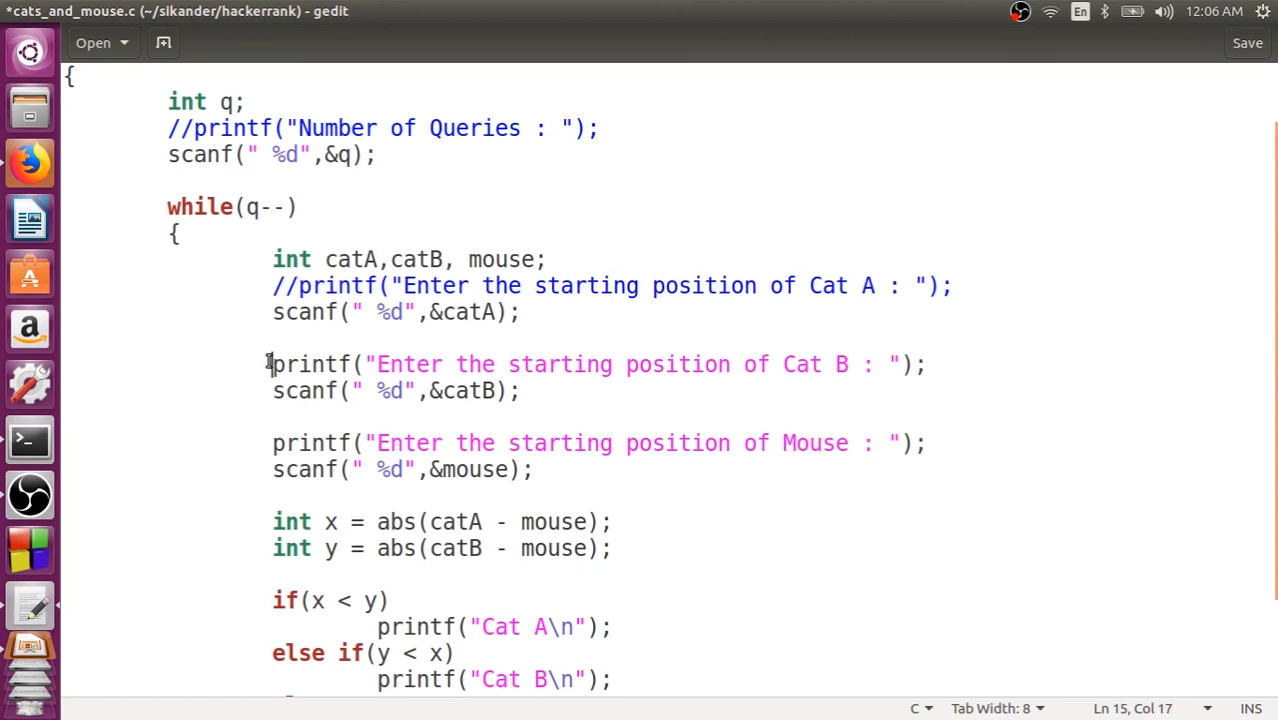 *cats_and_mouse.c (~/sikander/hackerrank) - gedit
En
12:06 AM
Open
Save
{
int q;
//printf("Number of Queries : ");
scanf(" %d",&q);
while(q--)
{
int catA,catB, mouse;
//printf("Enter the starting position of Cat A : ");
scanf(" %d",&catA);
printf("Enter the starting position of Cat B : ");
scanf(" %d",&catB);
printf("Enter the starting position of Mouse : ");
scanf(" %d",&mouse);
int x = abs(catA - mouse);
int y = abs(catB - mouse);
if(x < y)
printf("Cat A\n");
else if(y < x)
printf("Cat B\n");
C
Tab Width: 8
Ln 15, Col 17
INS